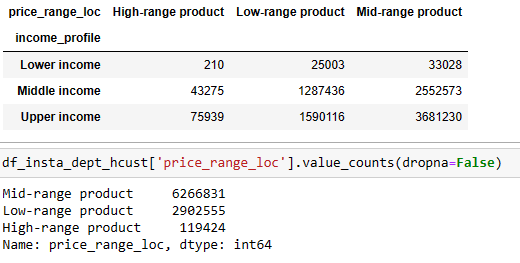 price_range_loc High-range product Low-range product Mid-range product
income_profile
Lower income 210 25003 33028
Middle income 43275 1287436 2552573
Upper income 75939 1590116 3681230
df_insta_dept_hcust['price_range_loc'].value_counts(dropna=False)
Mid-range product 6266831
Low-range product 2902555
High-range product 119424
Name: price_range_loc, dtype: int64